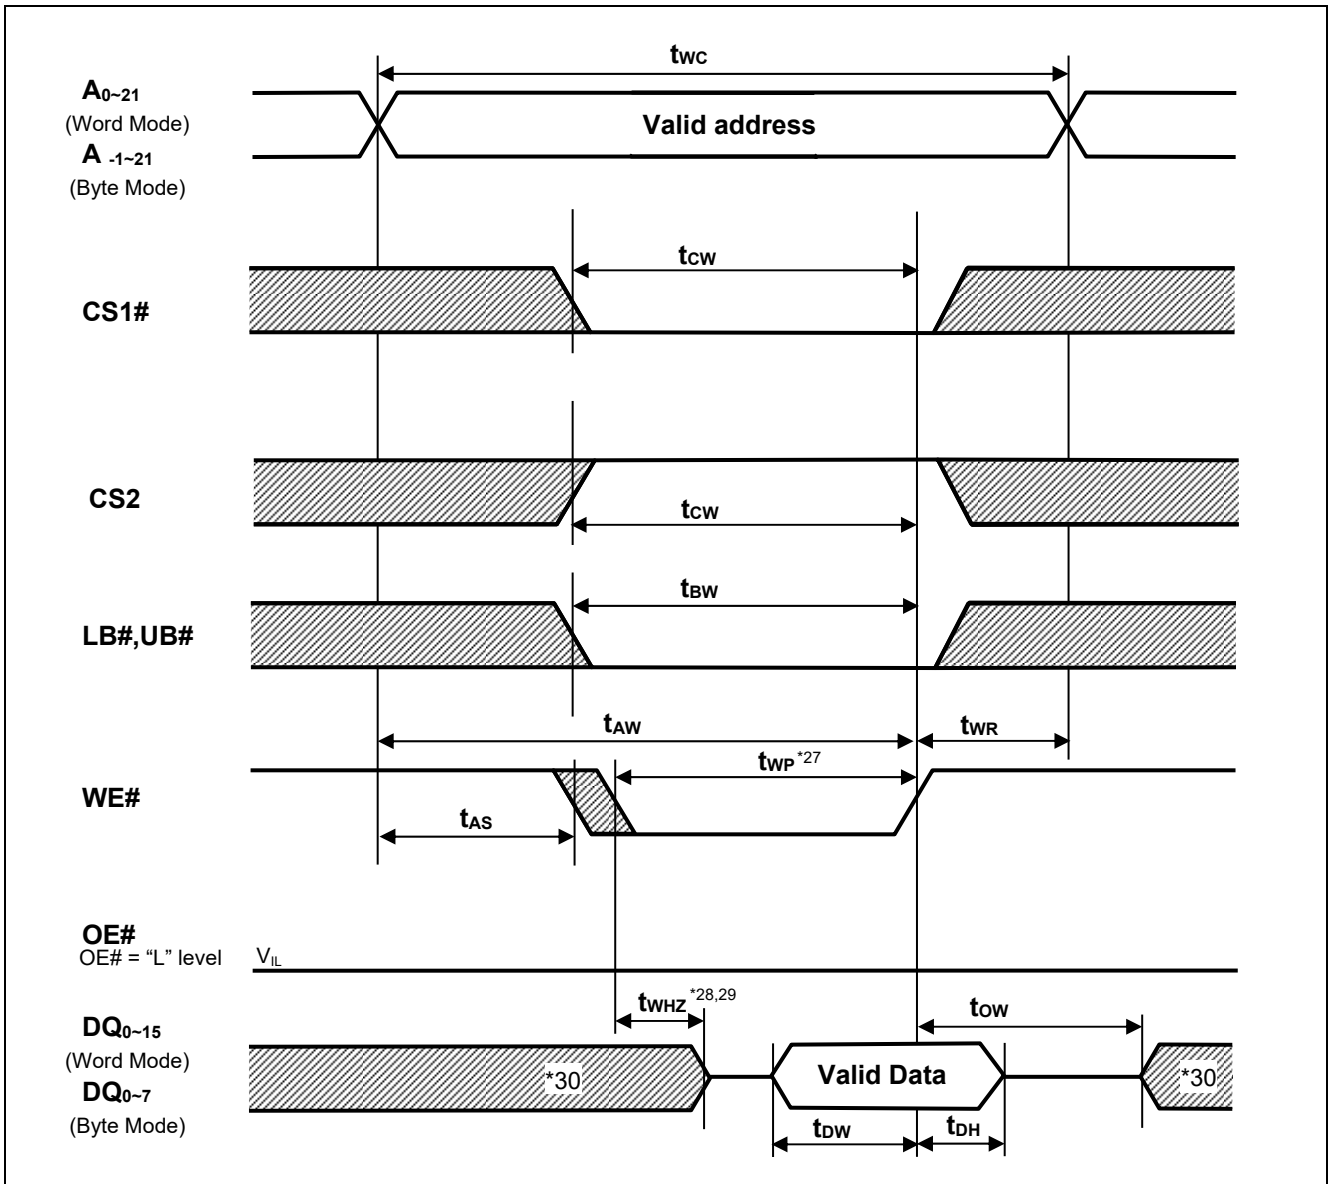 tWC
A0~21
(Word Mode)
A -1~21
(Byte Mode)
Valid address
tCW
CS1#
CS2
tCW
tBW
LB#,UB#
tAW
tWR
tWP *27
WE#
tAS
OE#
OE# = “L” level
VIL
tWHZ *28,29
tOW
DQ0~15
(Word Mode)
DQ0~7
(Byte Mode)
*30
Valid Data
*30
tDW
tDH